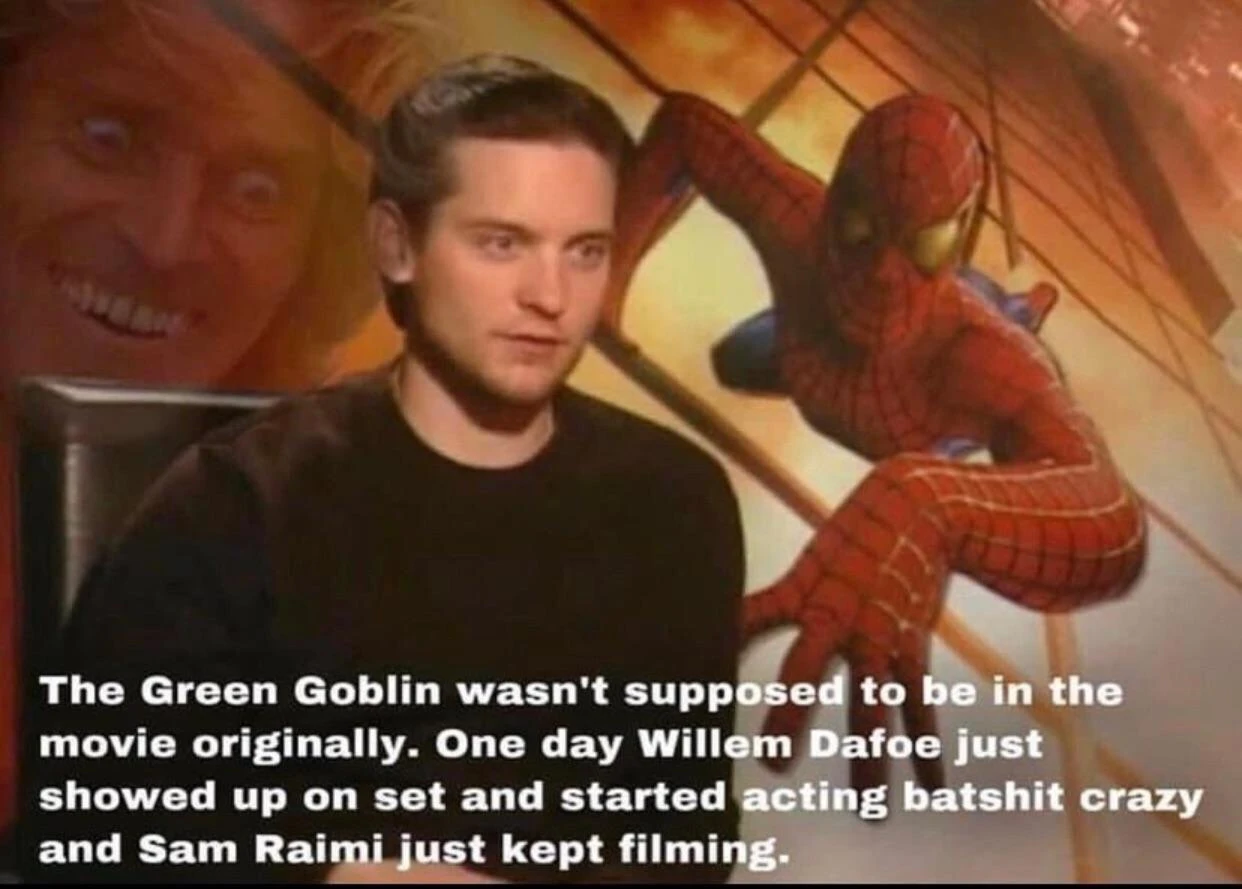 The Green Goblin wasn't supposed to be in the
movie originally. One day Willem Dafoe just
showed up on set and started acting batshit crazy
and Sam Raimi just kept filming.